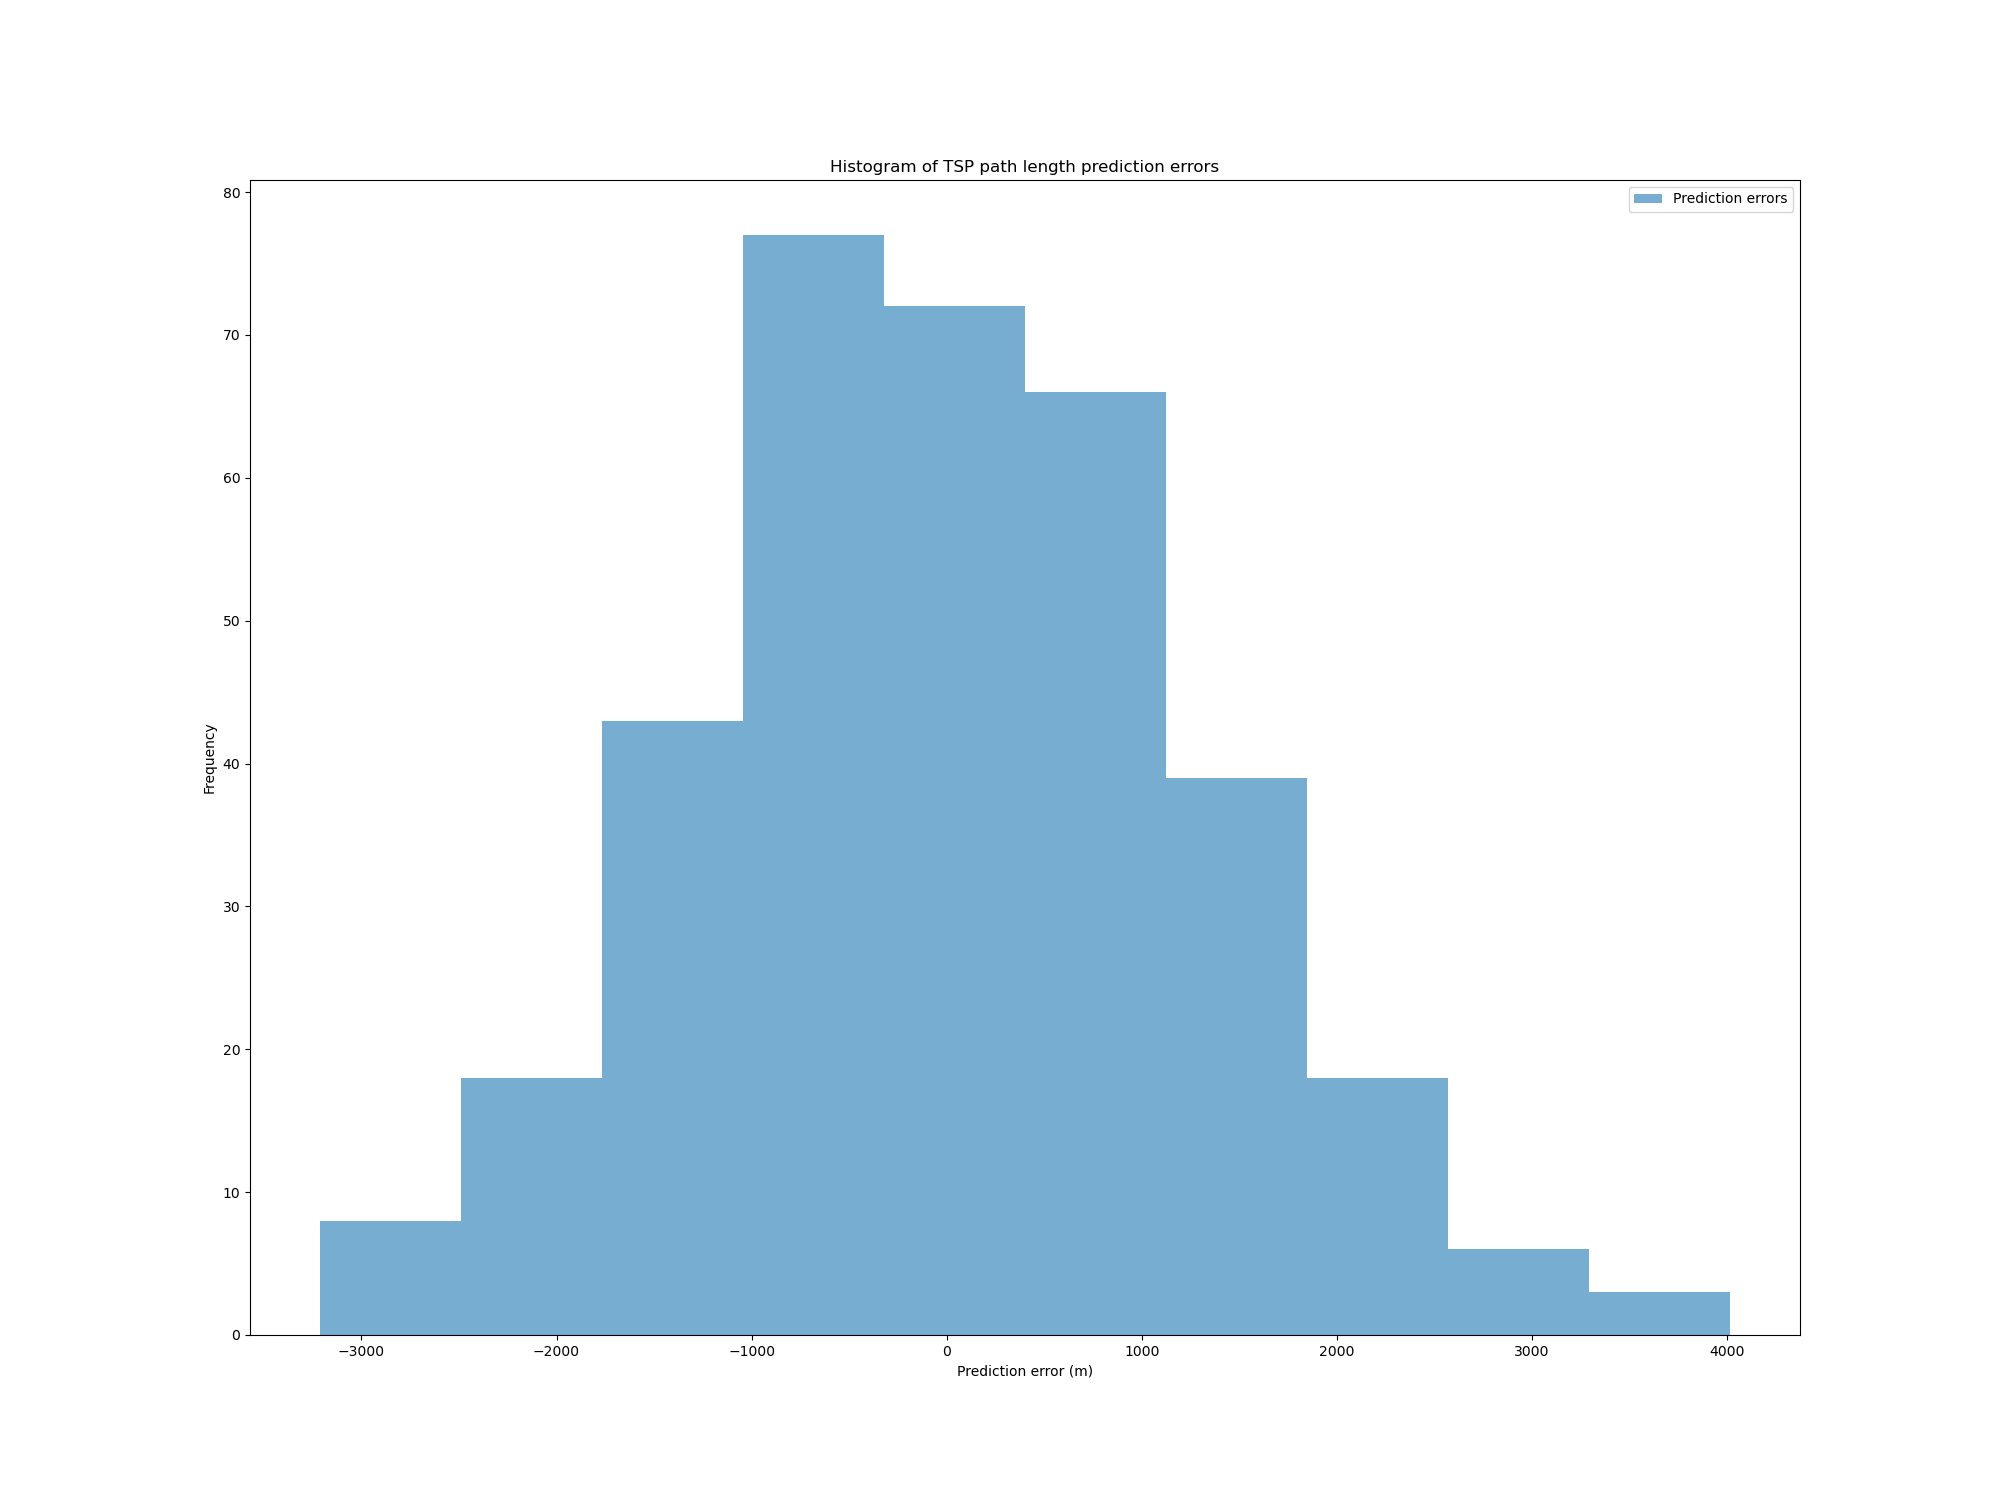 Histogram of TSP path length prediction errors
Prediction errors
80
70
60
50
40
30
20
10
0
Frequency
−3000 −2000 −1000 0 1000 2000 3000 4000
Prediction error (m)